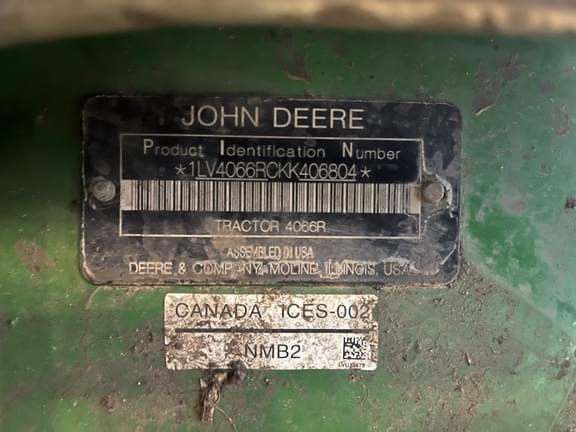 JOHN DEERE
Product Identification Number
*1LV4066RCKK406804*
TRACTOR 4066R
ASSEMBLED IN USA
DEERE & COMPANY MOLINE ILLINOIS USA
CANADA ICES-002
NMB2